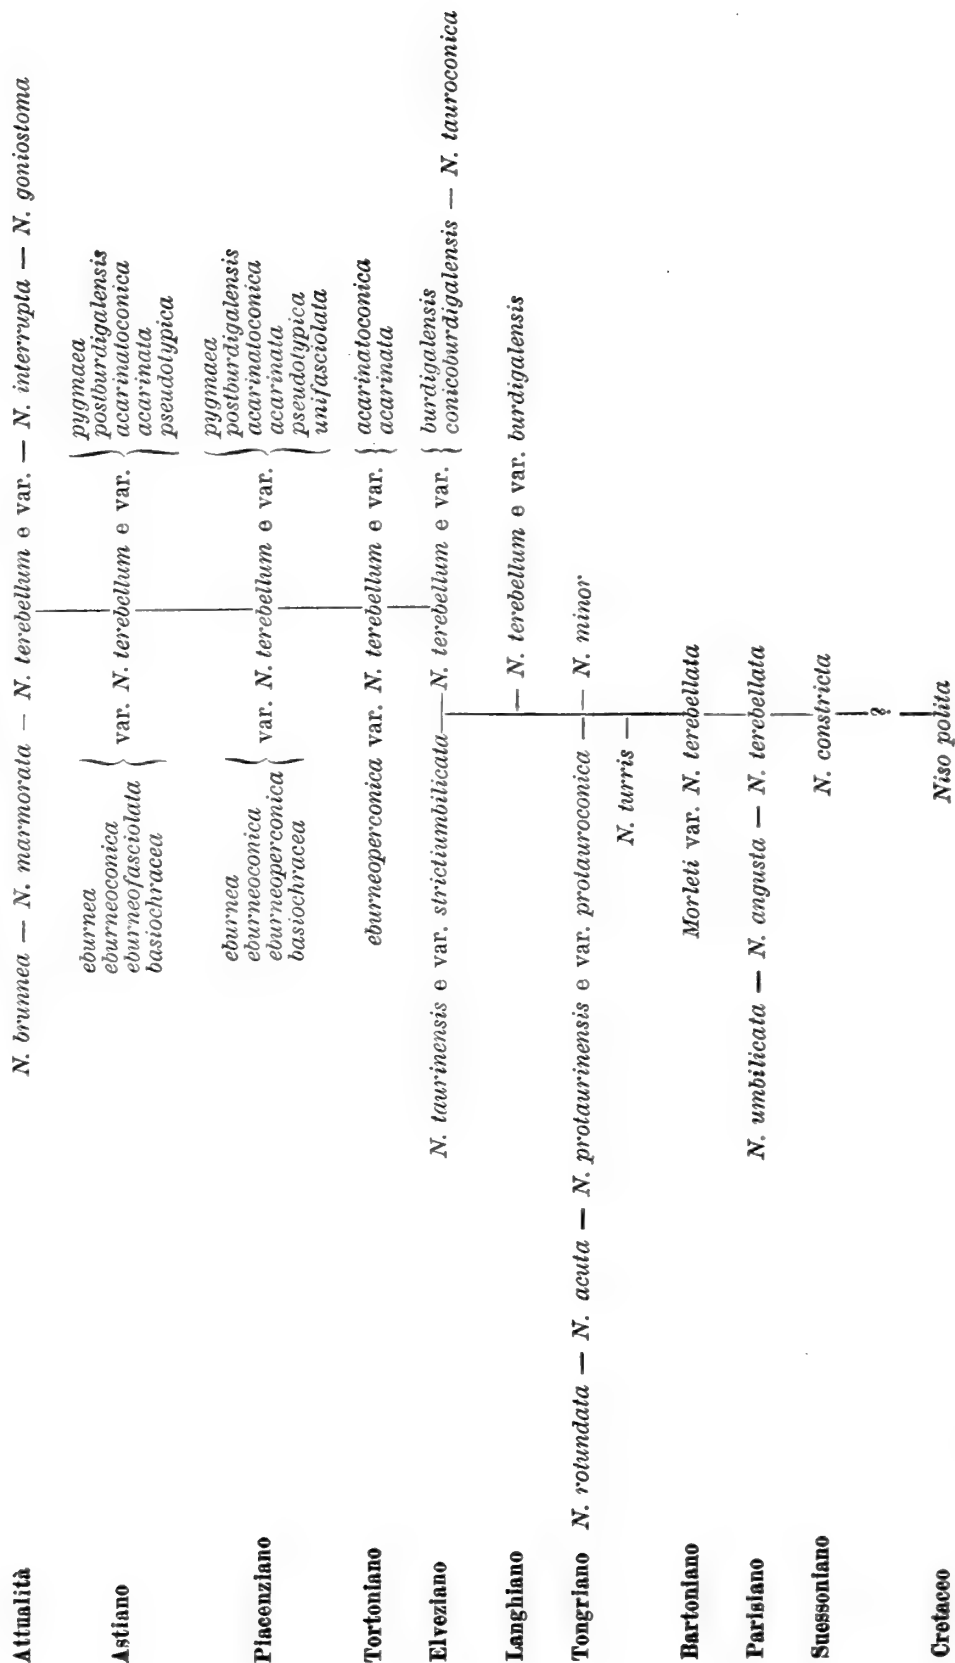 Attualità N. brunnea — N. marmorata — N. terebellum e var. — N. interrupta — N. goniostoma
Astiano
eburnea
eburneoconica
eburneofasciolata
basiochracea
} var. N. terebellum e var. {
pygmaea
postburdigalensis
acarinatoconica
acarinata
pseudotypica
Piacenziano
eburnea
eburneoconica
eburneoperconica
basiochracea
} var. N. terebellum e var. {
pygmaea
postburdigalensis
acarinatoconica
acarinata
pseudotypica
unifasciolata
Tortoniano eburneoperconica var. N. terebellum e var. }
acarinatoconica
acarinata
Elveziano N. taurinensis e var. strictiumbilicata — N. terebellum e var. }
burdigalensis
conicoburdigalensis — N. tauroconica
Langhiano — N. terebellum e var. burdigalensis
Tongriano N. rotundata — N. acuta — N. protaurinensis e var. protauroconica — N. minor
N. turris —
Bartoniano Morleti var. N. terebellata
Parisiano N. umbilicata — N. angusta — N. terebellata
Suessoniano N. constricta
?
Cretaceo Niso polita